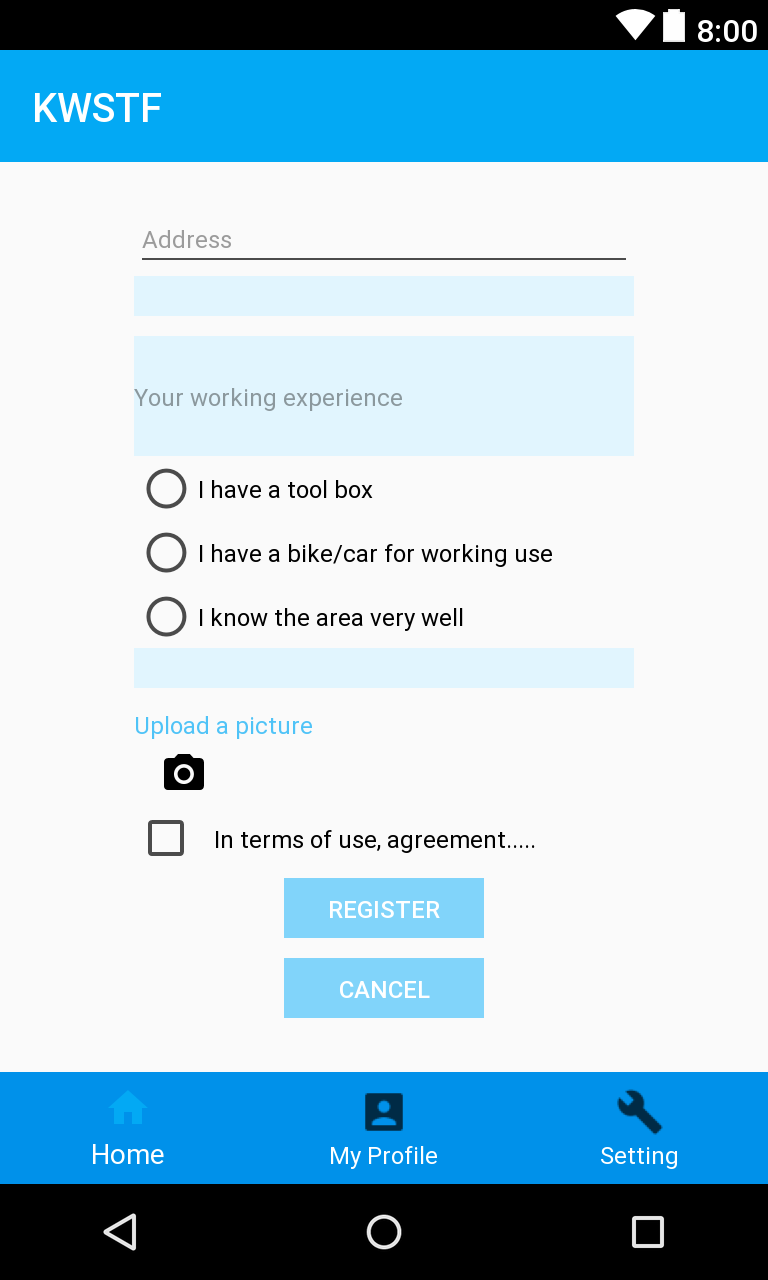 8:00
KWSTF
Address
Your working experience
I have a tool box
I have a bike/car for working use
I know the area very well
Upload a picture
In terms of use, agreement.....
REGISTER
CANCEL
Home
My Profile
Setting